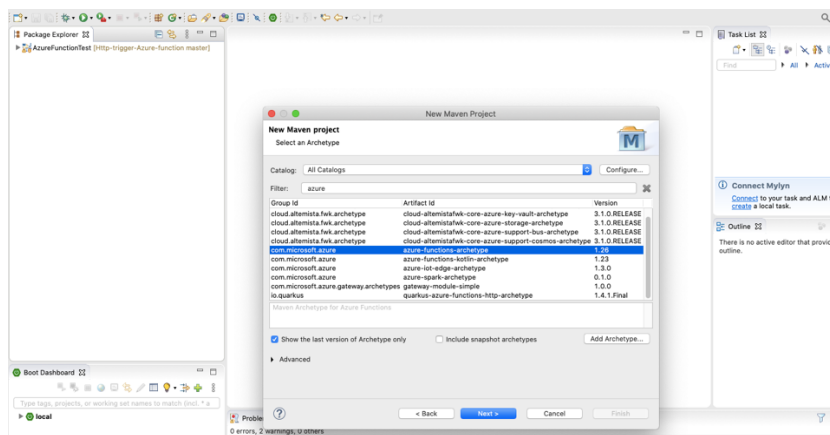 Package Explorer
AzureFunctionTest [Http-trigger-Azure-function master]
Task List
Find
All
Activ
Connect Mylyn
Connect to your task and ALM t
create a local task.
Outline
There is no active editor that provid
outline.
New Maven Project
New Maven project
Select an Archetype
Catalog: All Catalogs Configure...
Filter: azure
Group Id Artifact Id Version
cloud.altemista.fwk.archetype cloud-altemistafwk-core-azure-key-vault-archetype 3.1.0.RELEASE
cloud.altemista.fwk.archetype cloud-altemistafwk-core-azure-storage-archetype 3.1.0.RELEASE
cloud.altemista.fwk.archetype cloud-altemistafwk-core-azure-support-bus-archetype 3.1.0.RELEASE
cloud.altemista.fwk.archetype cloud-altemistafwk-core-azure-support-cosmos-archetype 3.1.0.RELEASE
com.microsoft.azure azure-functions-archetype 1.26
com.microsoft.azure azure-functions-kotlin-archetype 1.23
com.microsoft.azure azure-iot-edge-archetype 1.3.0
com.microsoft.azure azure-spark-archetype 0.1.0
com.microsoft.azure.gateway.archetypes gateway-module-simple 1.0.0
io.quarkus quarkus-azure-functions-http-archetype 1.4.1.Final
Maven Archetype for Azure Functions
Show the last version of Archetype only Include snapshot archetypes Add Archetype...
Advanced
? < Back Next > Cancel Finish
Boot Dashboard
Type tags, projects, or working set names to match (incl. * a
local
Proble
0 errors, 2 warnings, 0 others